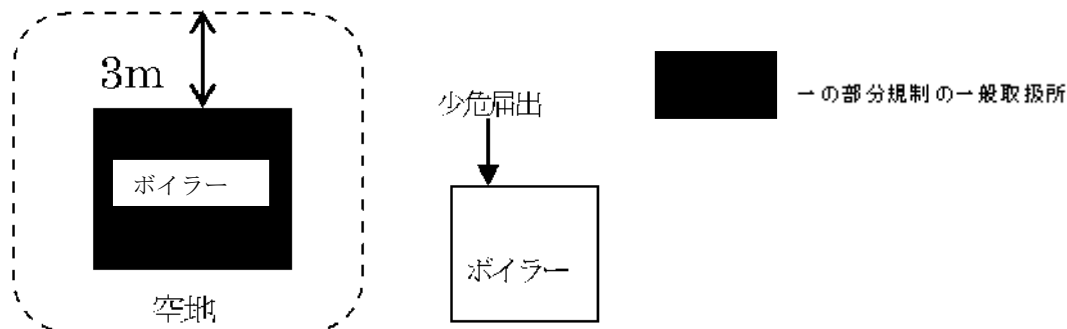 3m
ボイラー
空地
少危届出
ボイラー
一の部分規制の一般取扱所